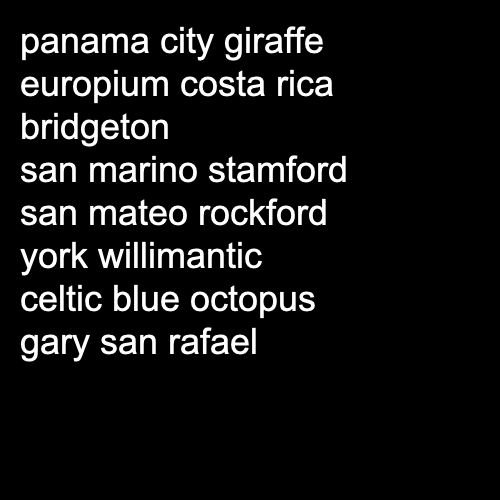 panama city giraffe
europium costa rica
bridgeton
san marino stamford
san mateo rockford
york willimantic
celtic blue octopus
gary san rafael